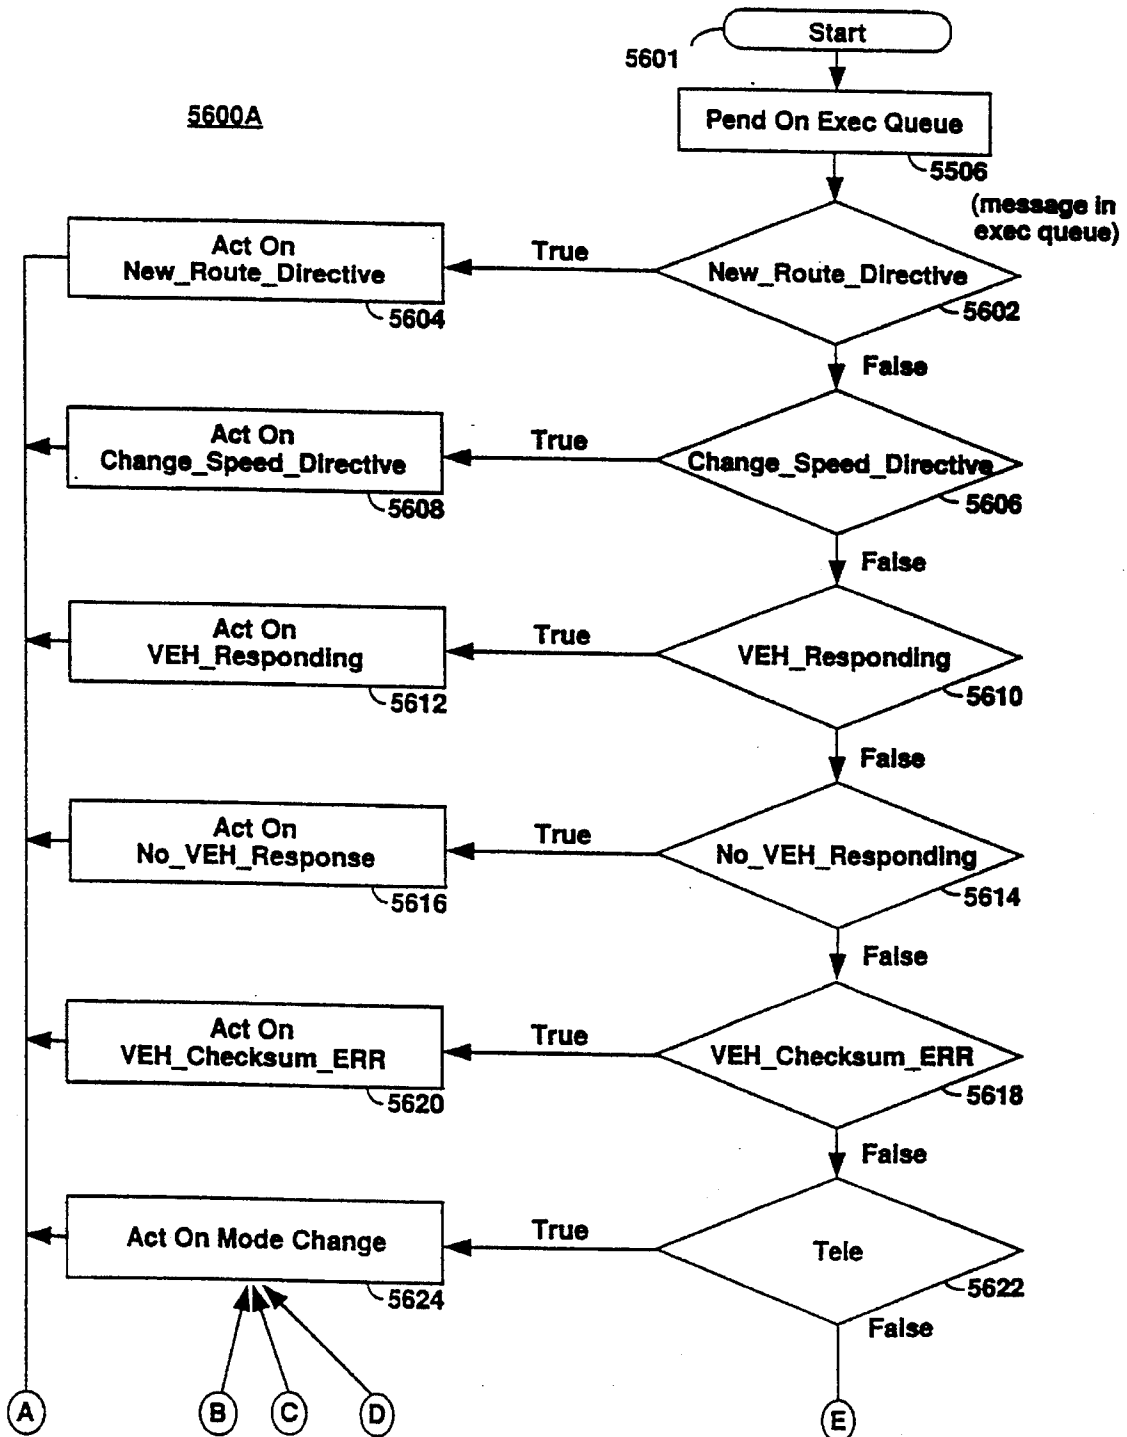 Start
5601
5600A
Pend On Exec Queue
5506
(message in
exec queue)
Act On
New_Route_Directive
5604
True
New_Route_Directive
5602
False
Act On
Change_Speed_Directive
5608
True
Change_Speed_Directive
5606
False
Act On
VEH_Responding
5612
True
VEH_Responding
5610
False
Act On
No_VEH_Response
5616
True
No_VEH_Responding
5614
False
Act On
VEH_Checksum_ERR
5620
True
VEH_Checksum_ERR
5618
False
Act On Mode Change
5624
True
Tele
5622
False
A
B
C
D
E